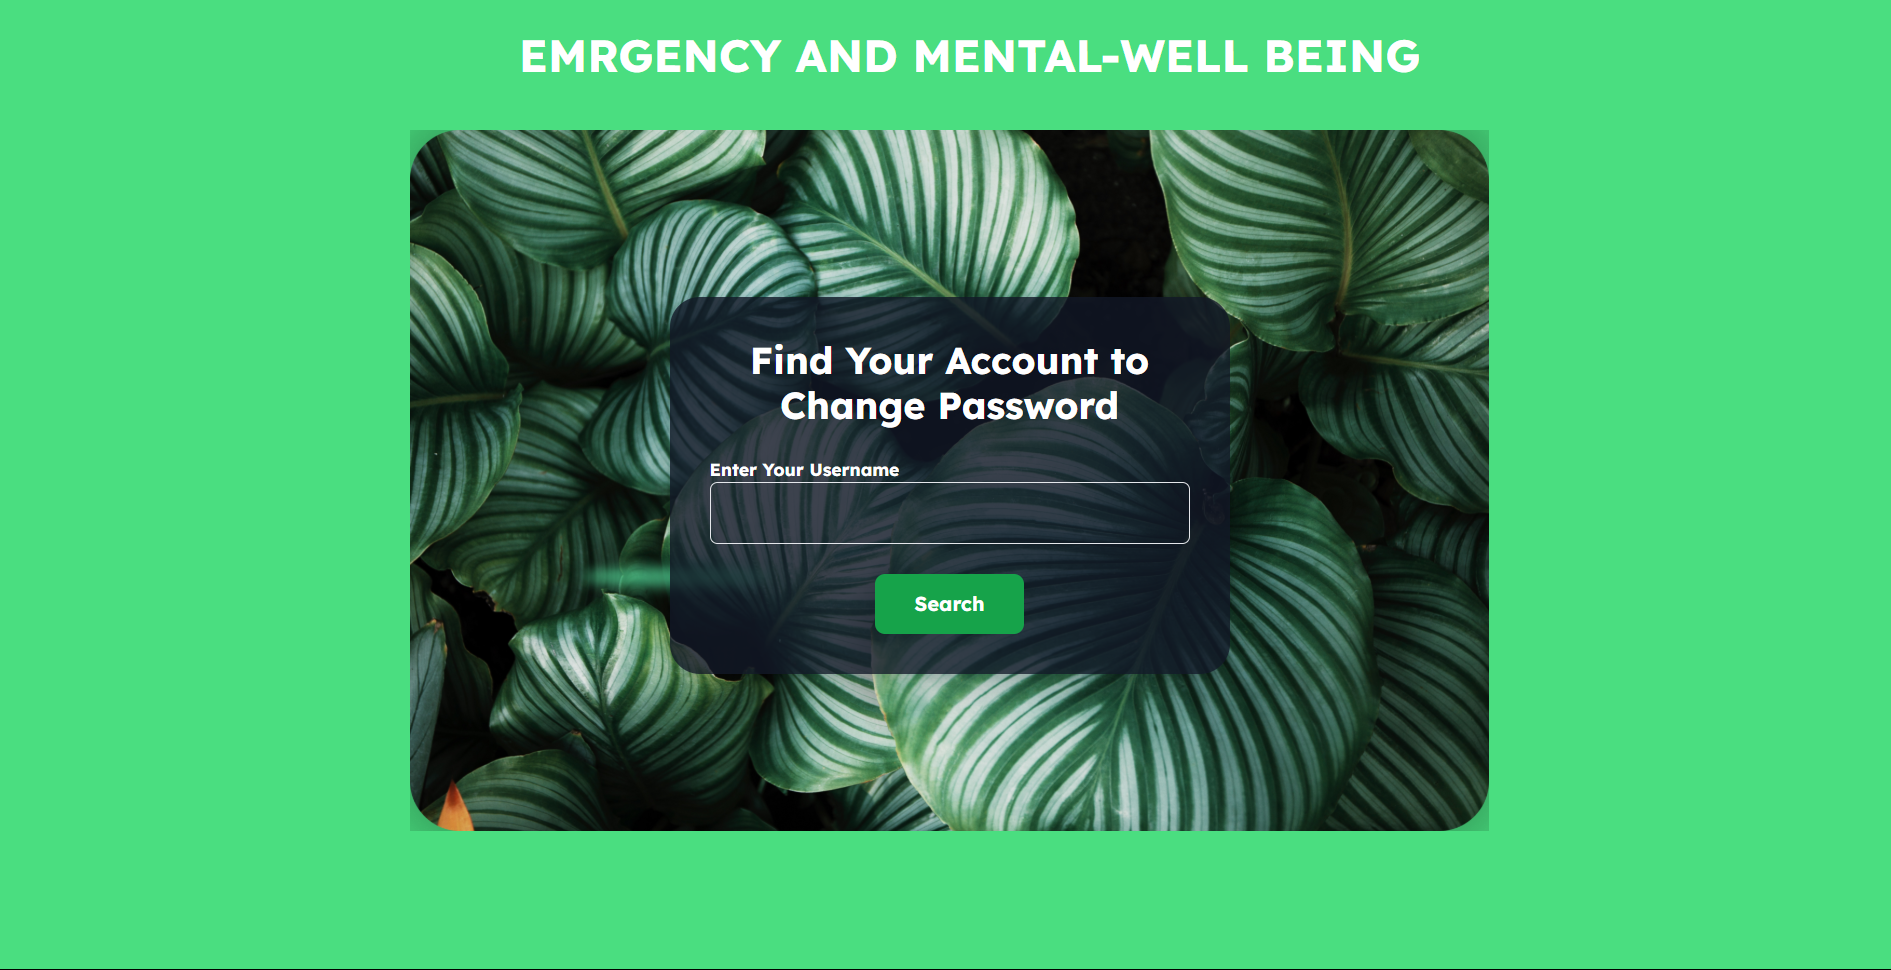 EMRGENCY AND MENTAL-WELL BEING
Find Your Account to
Change Password
Enter Your Username
Search